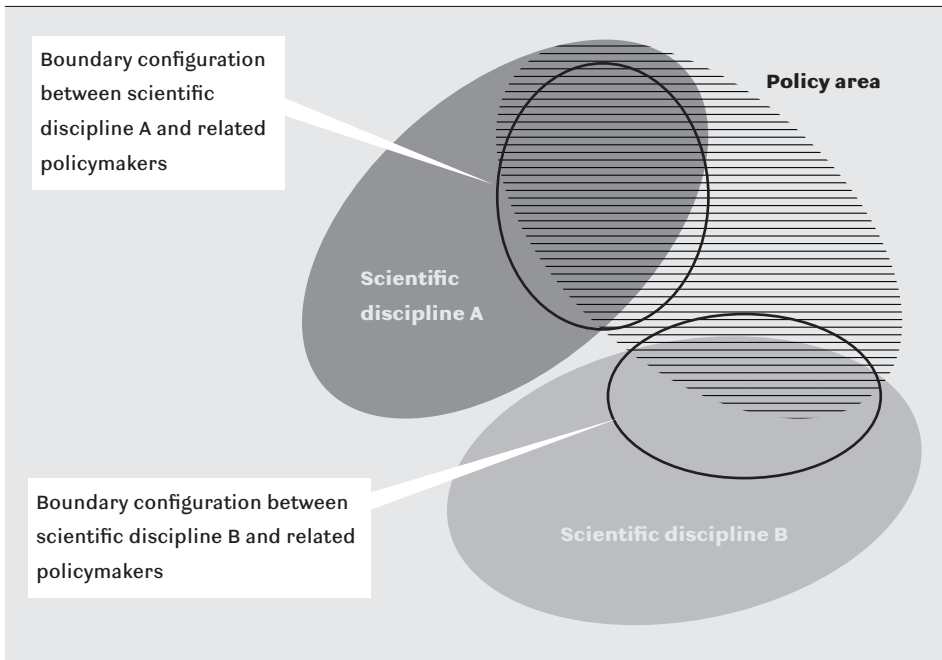 Boundary configuration
between scientific
discipline A and related
policymakers
Policy area
Scientific
discipline A
Boundary configuration between
scientific discipline B and related
policymakers
Scientific discipline B